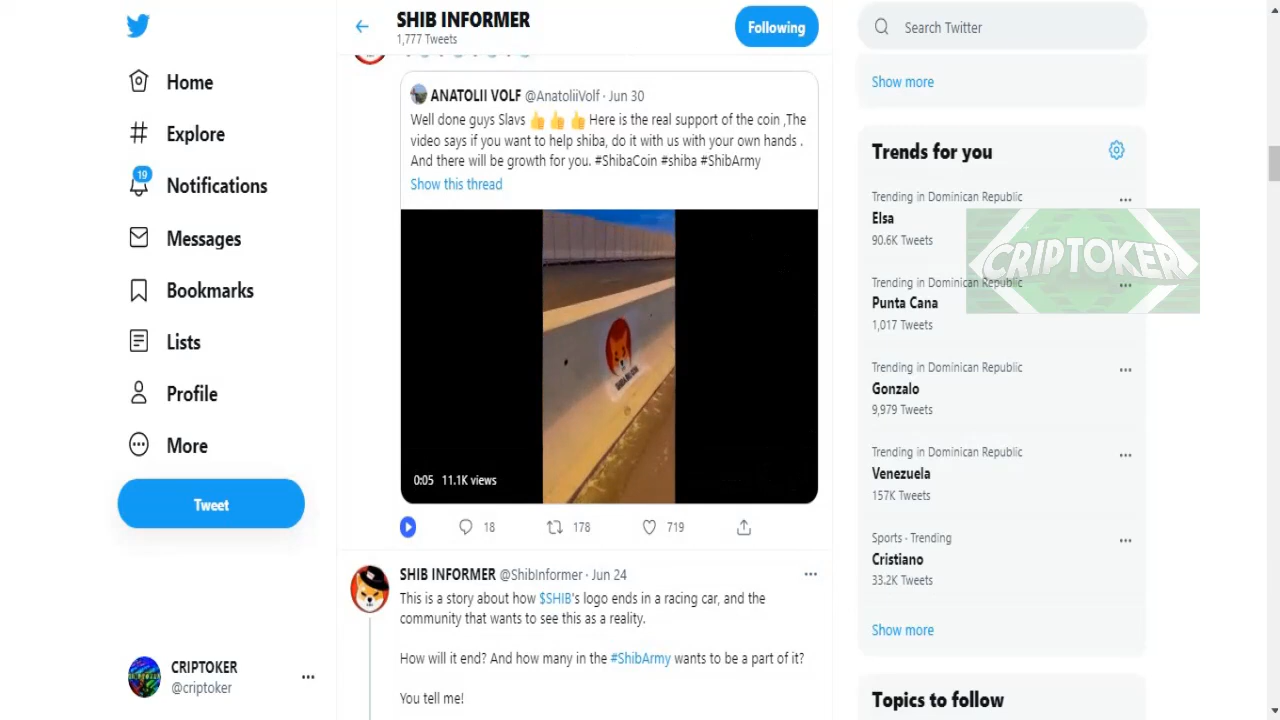 Home
Explore
19
Notifications
Messages
Bookmarks
Lists
Profile
More
Tweet
CRIPTOKER
@criptoker
SHIB INFORMER
1,777 Tweets
Following
ANATOLII VOLF @AnatoliiVolf · Jun 30
Well done guys Slavs 👍 👍 👍 Here is the real support of the coin ,The
video says if you want to help shiba, do it with us with your own hands .
And there will be growth for you. #ShibaCoin #shiba #ShibArmy
Show this thread
0:05 11.1K views
18 178 719
SHIB INFORMER @ShibInformer · Jun 24
This is a story about how $SHIB's logo ends in a racing car, and the
community that wants to see this as a reality.
How will it end? And how many in the #ShibArmy wants to be a part of it?
You tell me!
Search Twitter
Show more
Trends for you
Trending in Dominican Republic
Elsa
90.6K Tweets
CRIPTOKER
Trending in Dominican Republic
Punta Cana
1,017 Tweets
Trending in Dominican Republic
Gonzalo
9,979 Tweets
Trending in Dominican Republic
Venezuela
157K Tweets
Sports · Trending
Cristiano
33.2K Tweets
Show more
Topics to follow